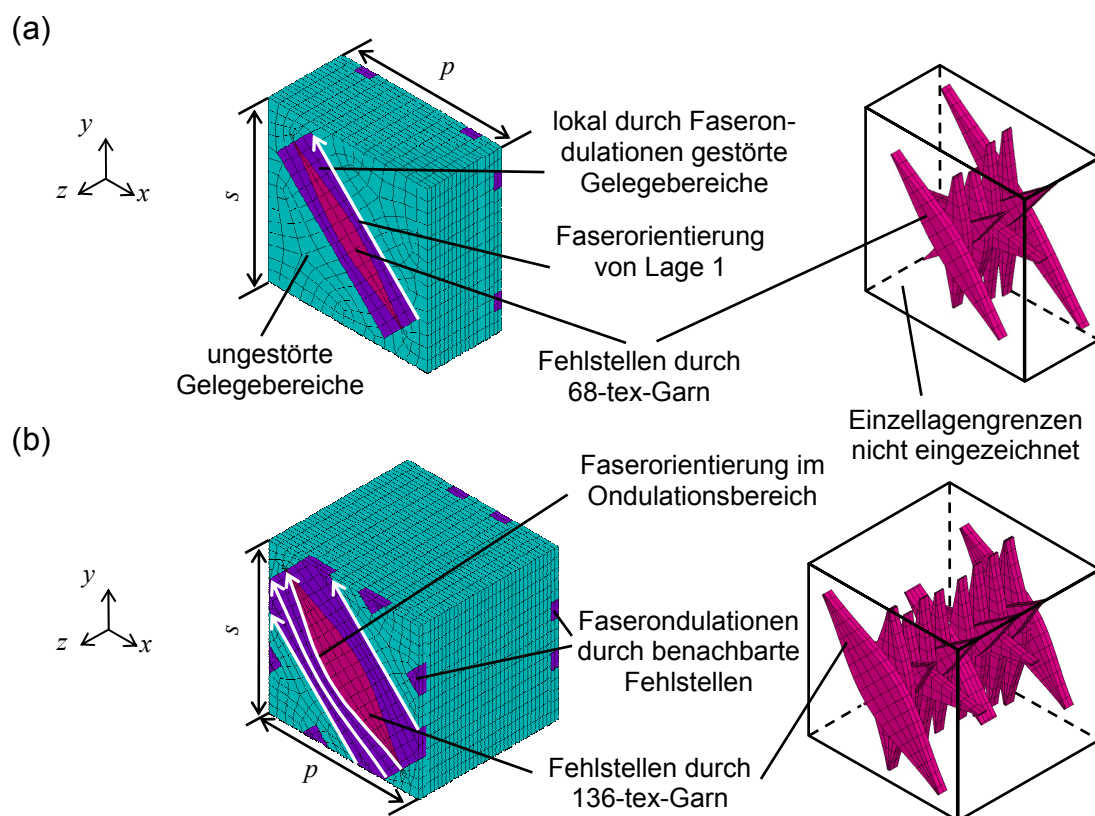 (a)
p
y
z
x
s
lokal durch Faseron-
dulationen gestörte
Gelegebereiche
Faserorientierung
von Lage 1
ungestörte
Gelegebereiche
Fehlstellen durch
68-tex-Garn
Einzellagengrenzen
nicht eingezeichnet
(b)
Faserorientierung im
Ondulationsbereich
y
z
x
s
Faserondulationen
durch benachbarte
Fehlstellen
p
Fehlstellen durch
136-tex-Garn